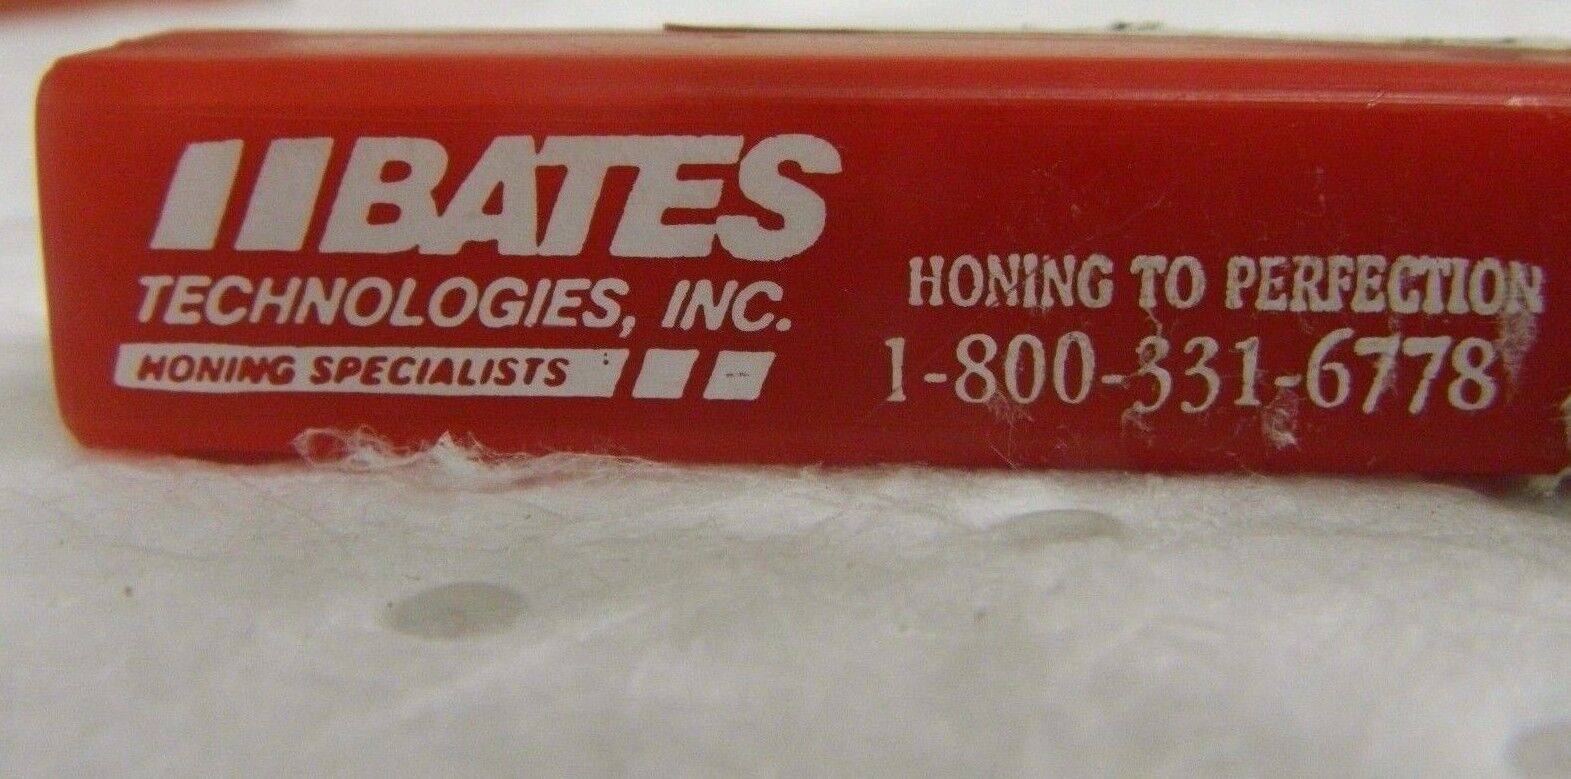 BATES
TECHNOLOGIES, INC.
HONING SPECIALISTS
HONING TO PERFECTION
1-800-331-6778